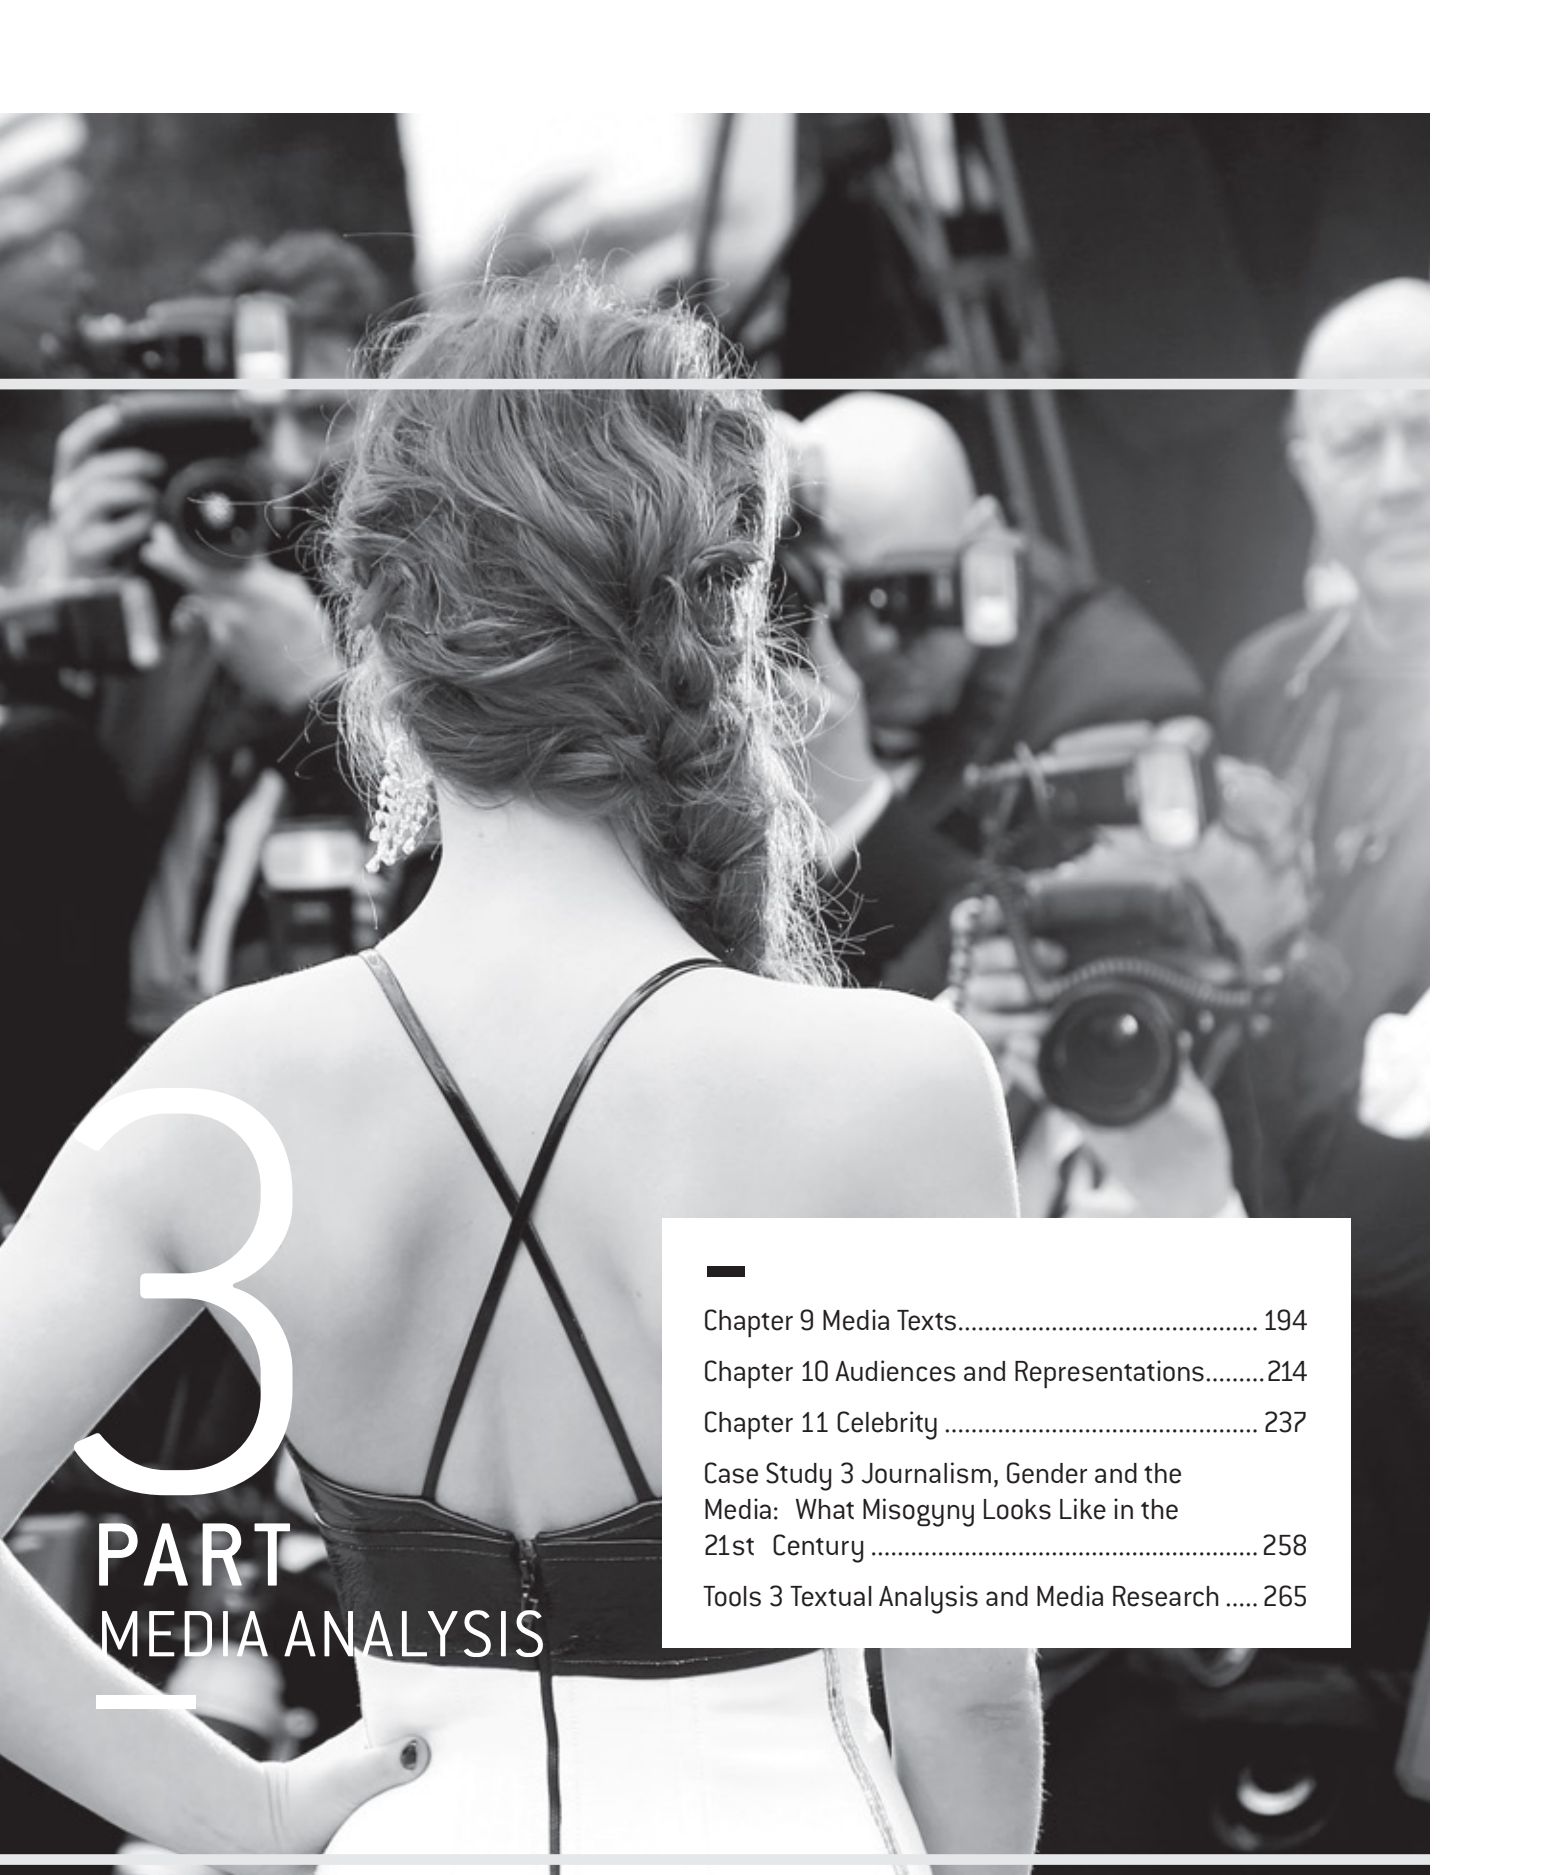 3
PART
MEDIA ANALYSIS
Chapter 9 Media Texts............................................ 194
Chapter 10 Audiences and Representations.........214
Chapter 11 Celebrity .............................................. 237
Case Study 3 Journalism, Gender and the
Media: What Misogyny Looks Like in the
21st Century ......................................................... 258
Tools 3 Textual Analysis and Media Research ..... 265